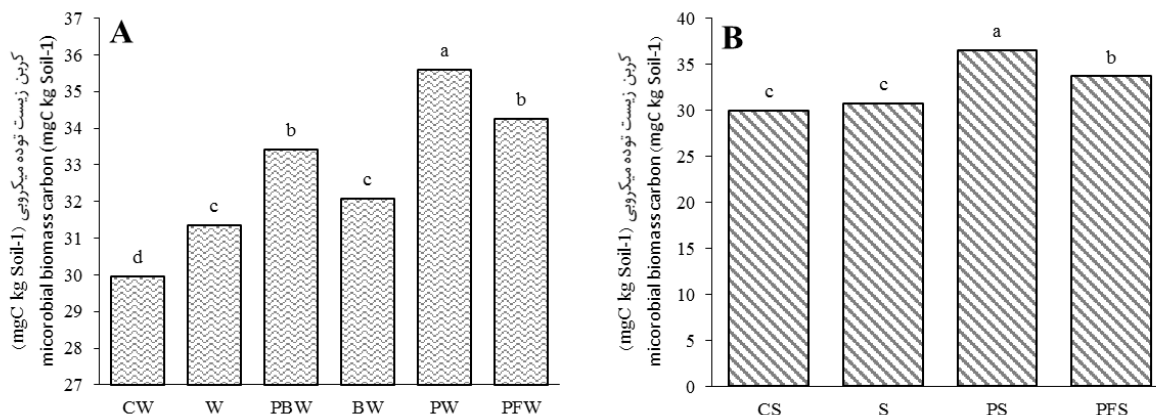 A
کربن زیست توده میکروبی (mgC kg Soil-1)
micorobial biomass carbon (mgC kg Soil-1)
37
36
35
34
33
32
31
30
29
28
27
d
c
b
c
a
b
CW W PBW BW PW PFW
B
کربن زیست توده میکروبی (mgC kg Soil-1)
microbial biomass carbon (mgC kg Soil-1)
40
35
30
25
20
15
10
5
0
c
c
a
b
CS S PS PFS